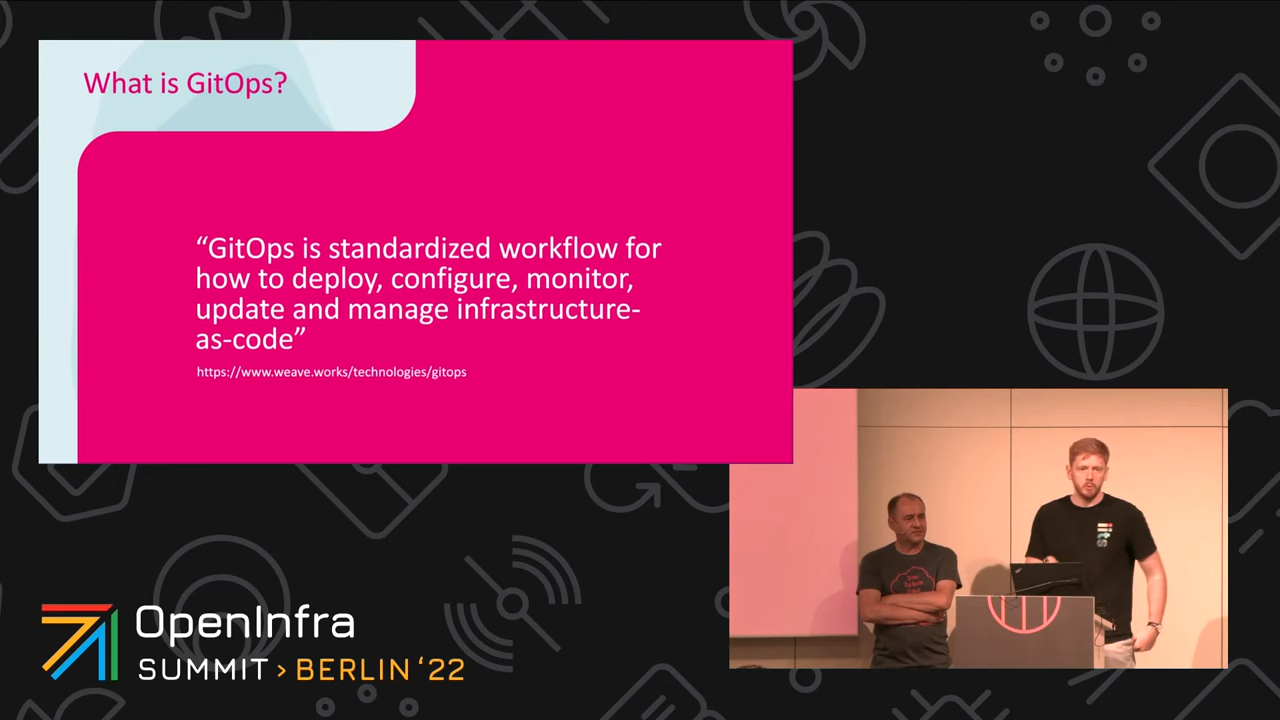 What is GitOps?
“GitOps is standardized workflow for
how to deploy, configure, monitor,
update and manage infrastructure-
as-code”
https://www.weave.works/technologies/gitops
OpenInfra
SUMMIT > BERLIN ‘22